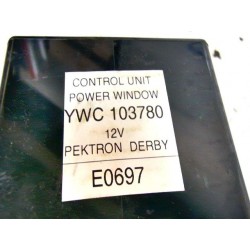 CONTROL UNIT
POWER WINDOW
YWC 103780
12V
PEKTRON DERBY
E0697